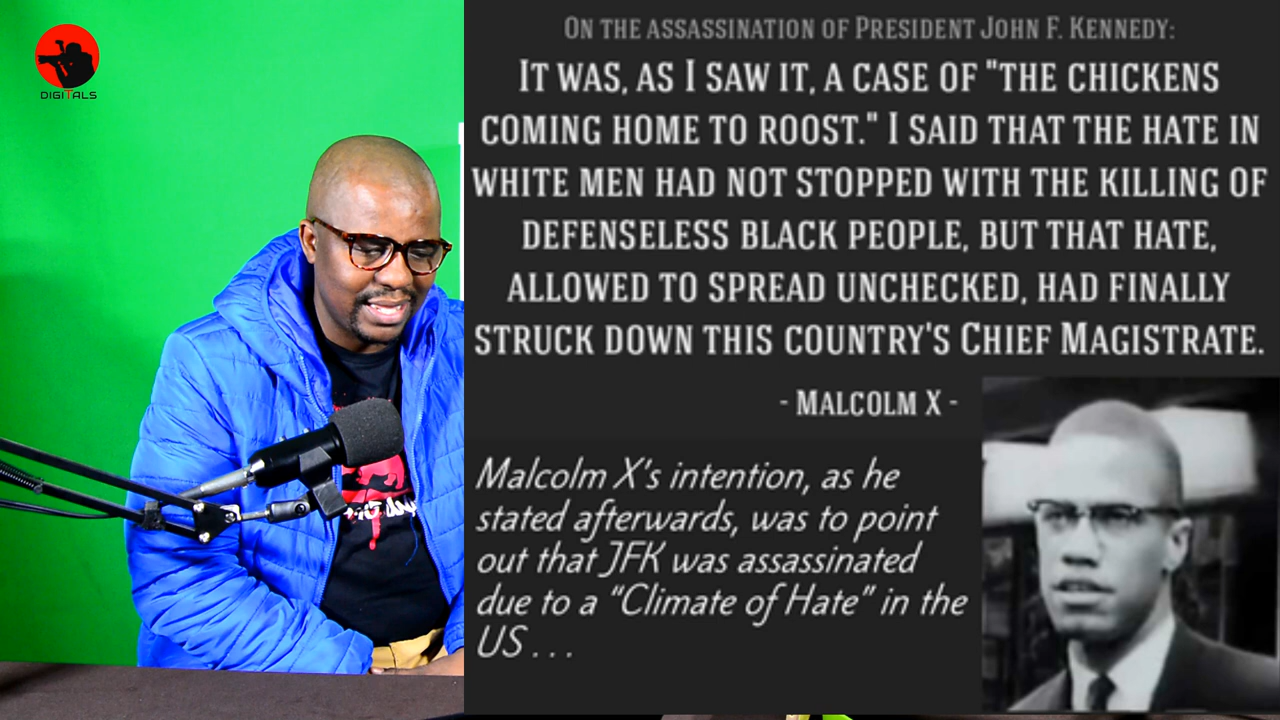 DIGITALS
ON THE ASSASSINATION OF PRESIDENT JOHN F. KENNEDY:
IT WAS, AS I SAW IT, A CASE OF "THE CHICKENS
COMING HOME TO ROOST." I SAID THAT THE HATE IN
WHITE MEN HAD NOT STOPPED WITH THE KILLING OF
DEFENSELESS BLACK PEOPLE, BUT THAT HATE,
ALLOWED TO SPREAD UNCHECKED, HAD FINALLY
STRUCK DOWN THIS COUNTRY'S CHIEF MAGISTRATE.
- MALCOLM X -
Malcolm X's intention, as he
stated afterwards, was to point
out that JFK was assassinated
due to a “Climate of Hate” in the
US . . .